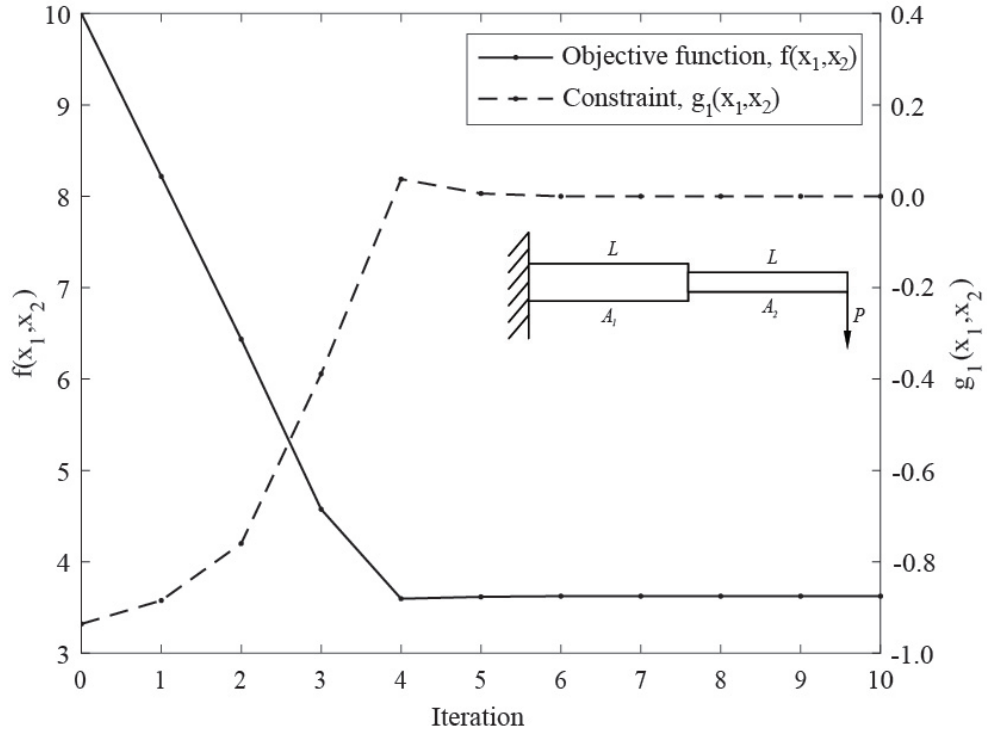 10
9
8
7
6
5
4
3
f(x₁,x₂)
0.4
0.2
0.0
-0.2
-0.4
-0.6
-0.8
-1.0
g₁(x₁,x₂)
Objective function, f(x₁,x₂)
Constraint, g₁(x₁,x₂)
L L
A₁ A₂ P
0 1 2 3 4 5 6 7 8 9 10
Iteration